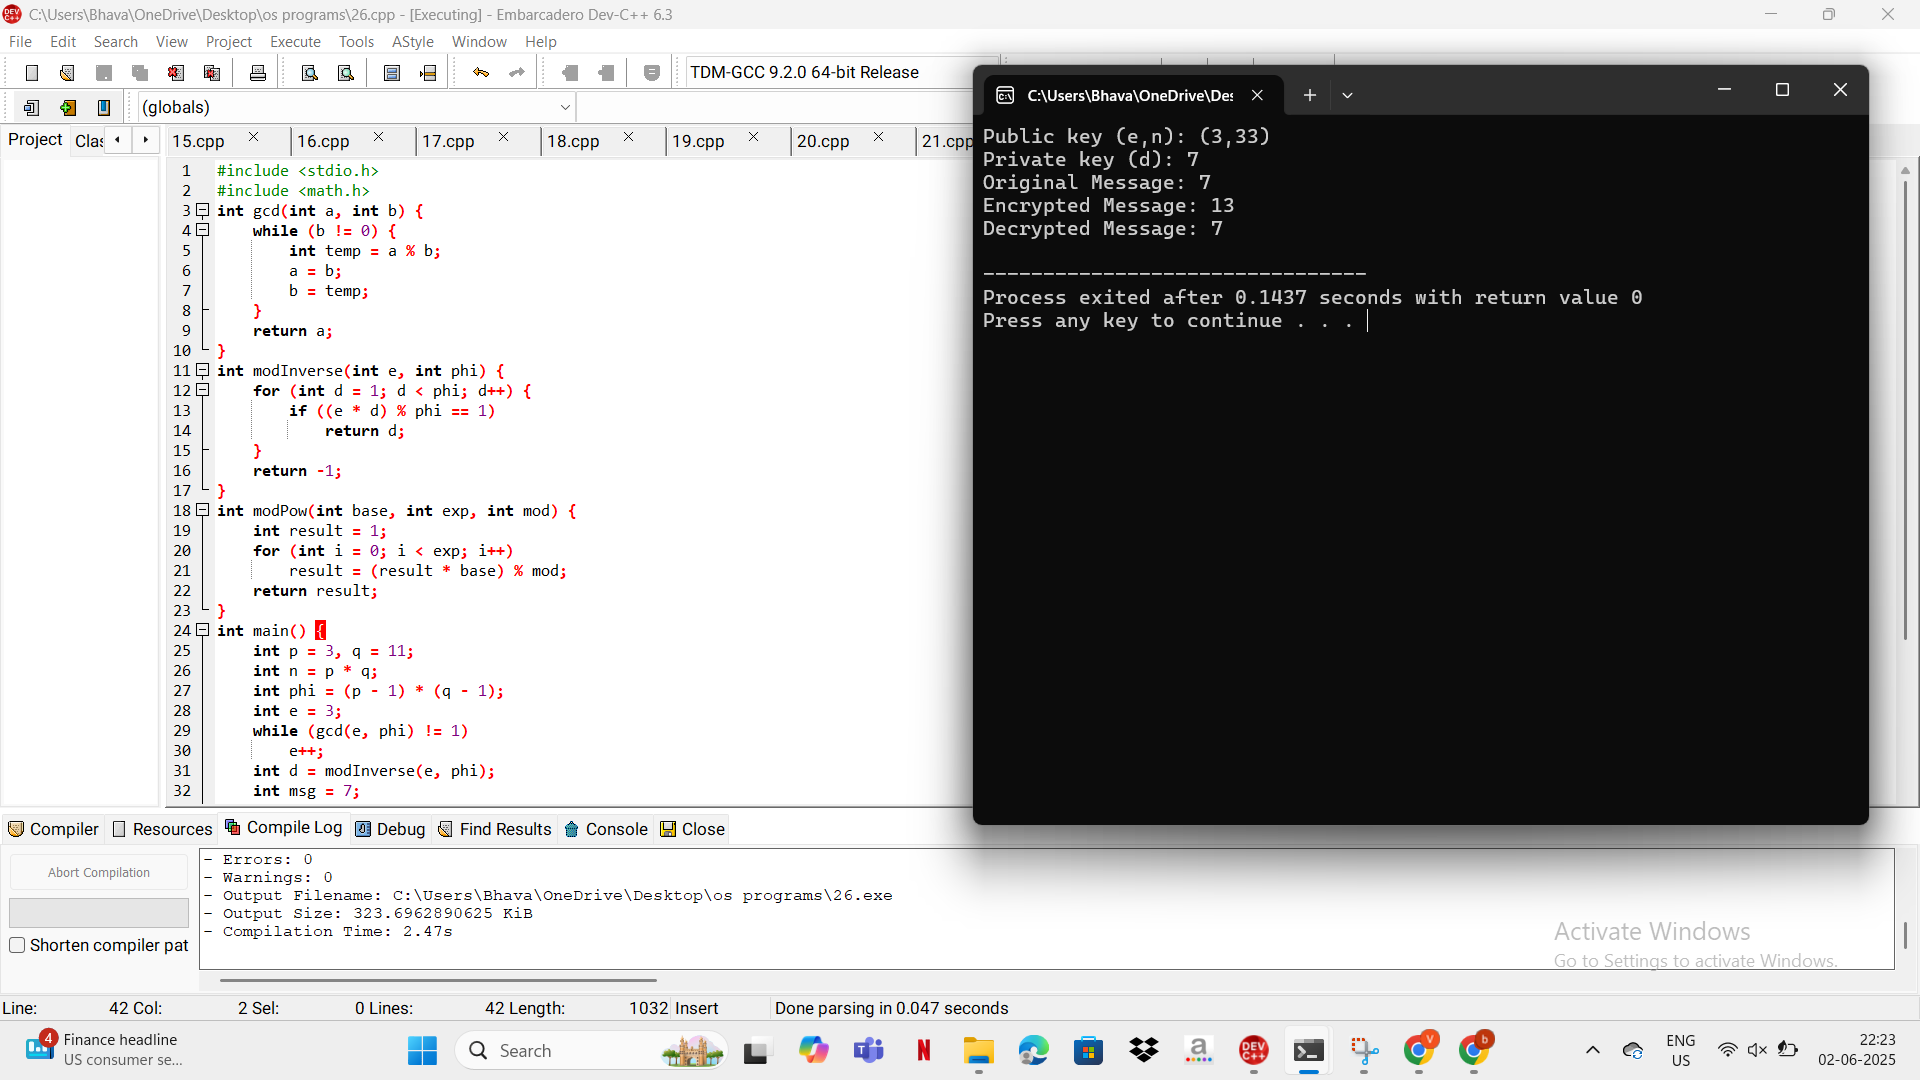 C:\Users\Bhava\OneDrive\Desktop\os programs\26.cpp - [Executing] - Embarcadero Dev-C++ 6.3
File Edit Search View Project Execute Tools AStyle Window Help
TDM-GCC 9.2.0 64-bit Release
(globals)
Project Clas 15.cpp 16.cpp 17.cpp 18.cpp 19.cpp 20.cpp 21.cpp
1 #include <stdio.h>
2 #include <math.h>
3 int gcd(int a, int b) {
4 while (b != 0) {
5 int temp = a % b;
6 a = b;
7 b = temp;
8 }
9 return a;
10 }
11 int modInverse(int e, int phi) {
12 for (int d = 1; d < phi; d++) {
13 if ((e * d) % phi == 1)
14 return d;
15 }
16 return -1;
17 }
18 int modPow(int base, int exp, int mod) {
19 int result = 1;
20 for (int i = 0; i < exp; i++)
21 result = (result * base) % mod;
22 return result;
23 }
24 int main() {
25 int p = 3, q = 11;
26 int n = p * q;
27 int phi = (p - 1) * (q - 1);
28 int e = 3;
29 while (gcd(e, phi) != 1)
30 e++;
31 int d = modInverse(e, phi);
32 int msg = 7;
C:\Users\Bhava\OneDrive\Des
Public key (e,n): (3,33)
Private key (d): 7
Original Message: 7
Encrypted Message: 13
Decrypted Message: 7
--------------------------------
Process exited after 0.1437 seconds with return value 0
Press any key to continue . . .
Compiler Resources Compile Log Debug Find Results Console Close
Abort Compilation
Shorten compiler pat
- Errors: 0
- Warnings: 0
- Output Filename: C:\Users\Bhava\OneDrive\Desktop\os programs\26.exe
- Output Size: 323.6962890625 KiB
- Compilation Time: 2.47s
Activate Windows
Go to Settings to activate Windows.
Line: 42 Col: 2 Sel: 0 Lines: 42 Length: 1032 Insert Done parsing in 0.047 seconds
4 Finance headline
US consumer se...
Search
N
a
DEV C++
V
b
ENG
US
22:23
02-06-2025